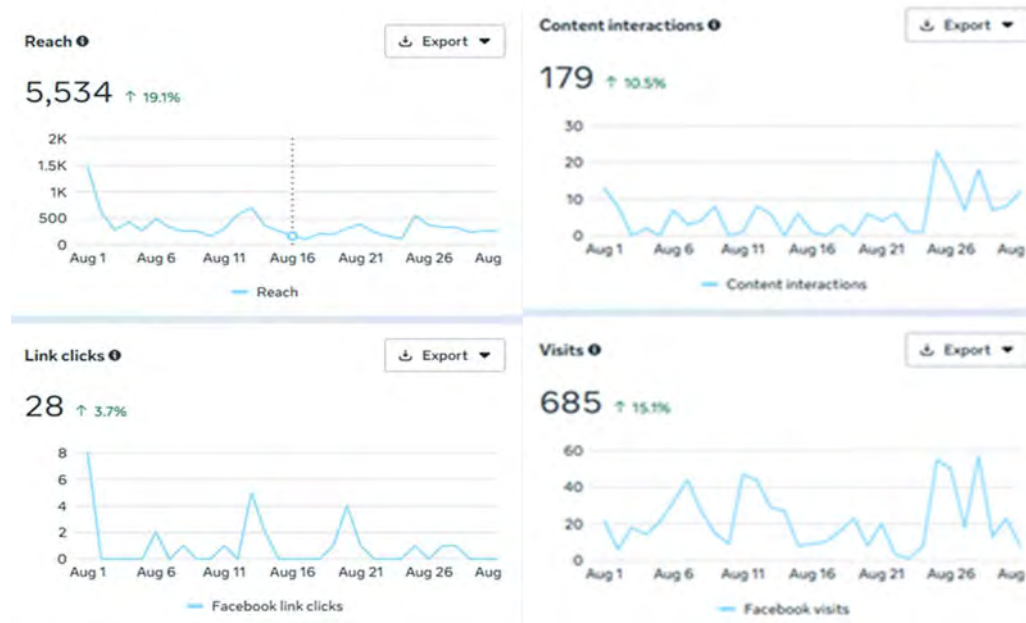 Reach
Export
5,534 ↑ 19.1%
2K
1.5K
1K
500
0
Aug 1 Aug 6 Aug 11 Aug 16 Aug 21 Aug 26 Aug
Reach
Content interactions
Export
179 ↑ 10.5%
30
20
10
0
Aug 1 Aug 6 Aug 11 Aug 16 Aug 21 Aug 26 Aug
Content interactions
Link clicks
Export
28 ↑ 3.7%
8
6
4
2
0
Aug 1 Aug 6 Aug 11 Aug 16 Aug 21 Aug 26 Aug
Facebook link clicks
Visits
Export
685 ↑ 15.1%
60
40
20
0
Aug 1 Aug 6 Aug 11 Aug 16 Aug 21 Aug 26 Aug
Facebook visits